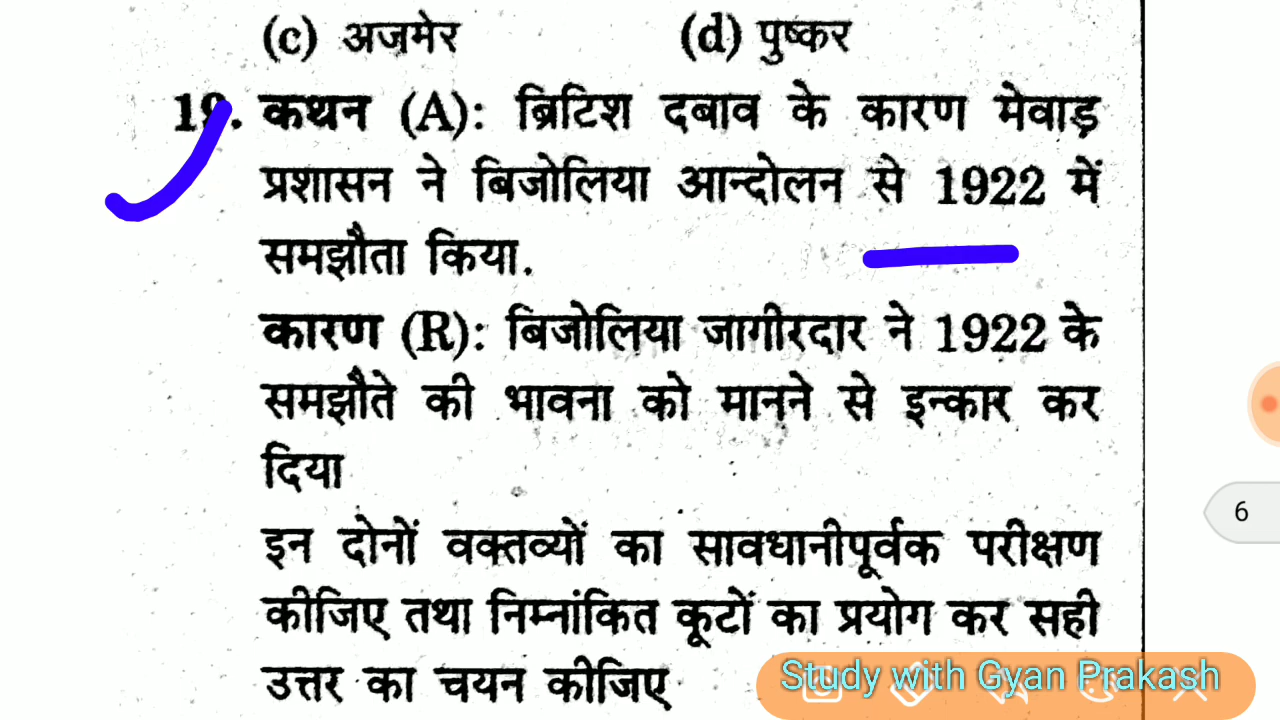 (c) अजमेर (d) पुष्कर
19. कथन (A): ब्रिटिश दबाव के कारण मेवाड़
प्रशासन ने बिजोलिया आन्दोलन से 1922 में
समझौता किया.
कारण (R): बिजोलिया जागीरदार ने 1922 के
समझौते की भावना को मानने से इन्कार कर
दिया
इन दोनों वक्तव्यों का सावधानीपूर्वक परीक्षण
कीजिए तथा निम्नांकित कूटों का प्रयोग कर सही
उत्तर का चयन कीजिए
6
Study with Gyan Prakash